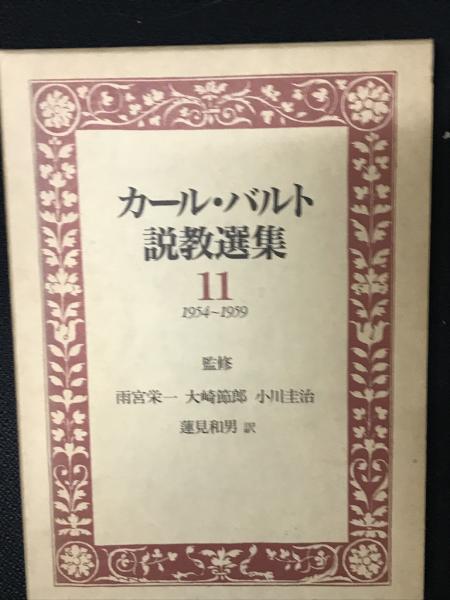 カール・バルト
説教選集
11
1954~1959
監修
雨宮栄一 大崎節郎 小川圭治
蓮見和男 訳